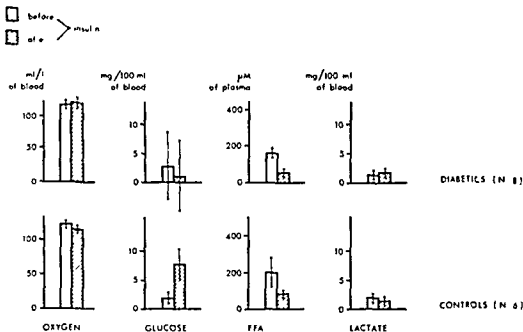 before
insulin
ml/l
of blood
mg/100 ml
of blood
µM
of plasma
mg/100 ml
of blood
100
50
0
10
5
0
400
200
0
10
5
0
DIABETICS (N 8)
100
50
0
10
5
0
400
200
0
10
5
0
CONTROLS (N 6)
OXYGEN
GLUCOSE
FFA
LACTATE